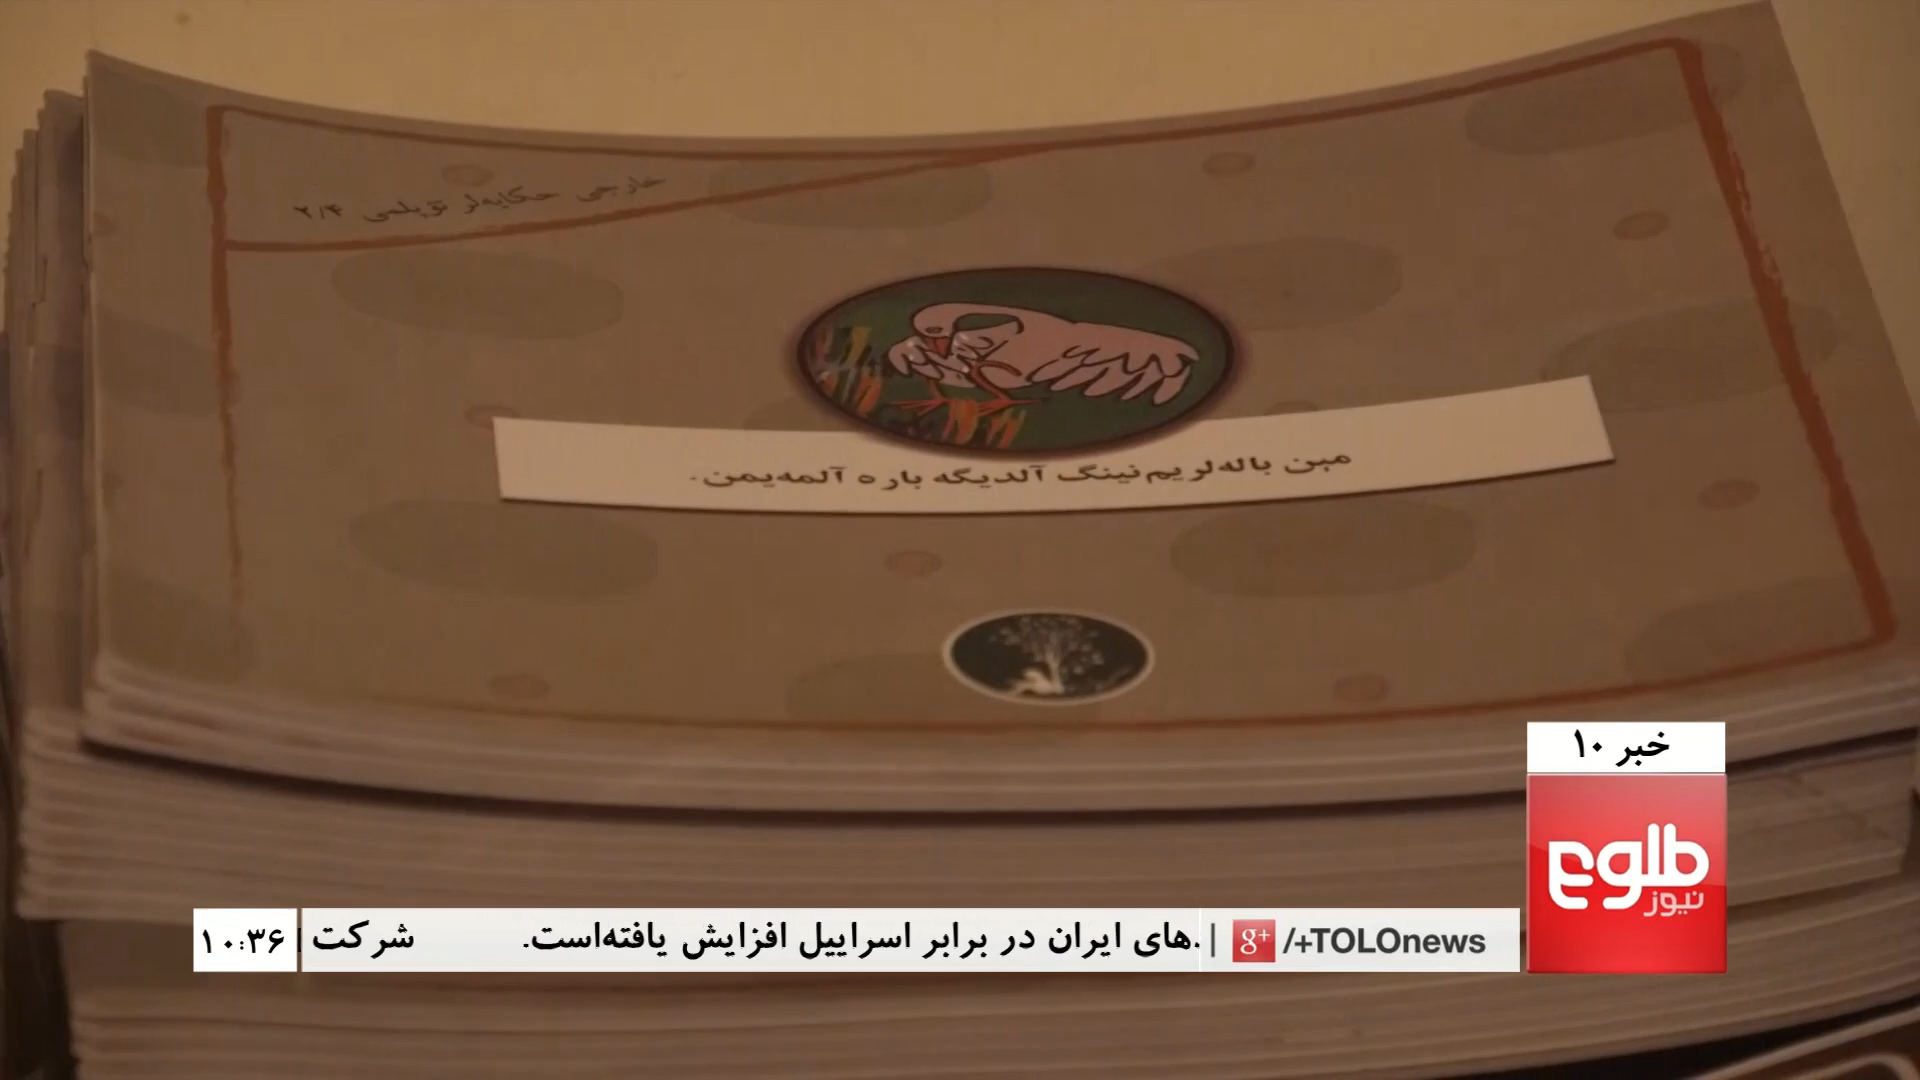 خارجی حکایه‌لر توپلمی ۲/۴
مېن باله‌لریم‌نینگ آلدیگه باره آلمه‌یمن.
خبر ۱۰
طلوع
نیوز
۱۰:۳۶
شرکت
های ایران در برابر اسراییل افزایش یافته‌است.
g+ /+TOLOnews